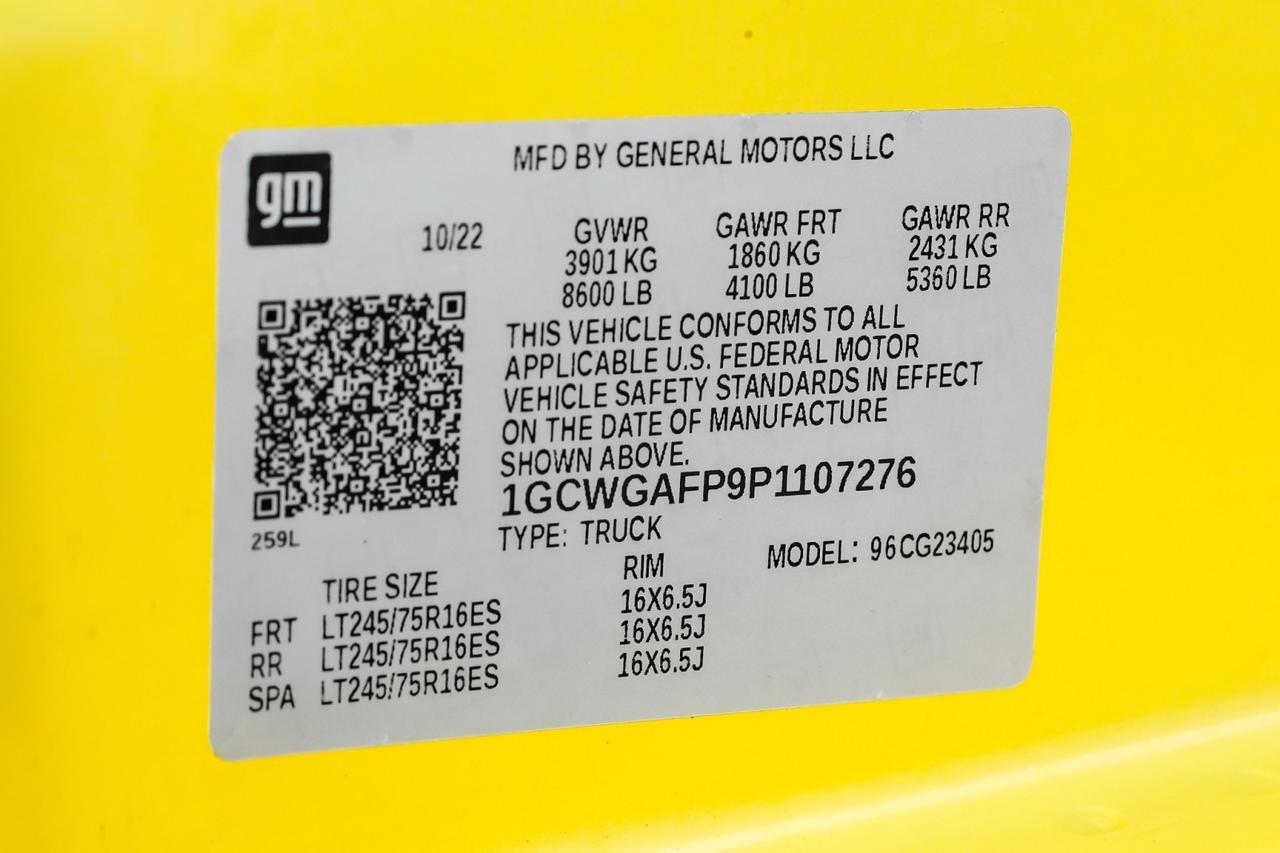 gm
MFD BY GENERAL MOTORS LLC
10/22 GVWR GAWR FRT GAWR RR
3901 KG 1860 KG 2431 KG
8600 LB 4100 LB 5360 LB
THIS VEHICLE CONFORMS TO ALL
APPLICABLE U.S. FEDERAL MOTOR
VEHICLE SAFETY STANDARDS IN EFFECT
ON THE DATE OF MANUFACTURE
SHOWN ABOVE.
1GCWGAFP9P1107276
259L
TYPE: TRUCK MODEL: 96CG23405
TIRE SIZE RIM
FRT LT245/75R16ES 16X6.5J
RR LT245/75R16ES 16X6.5J
SPA LT245/75R16ES 16X6.5J